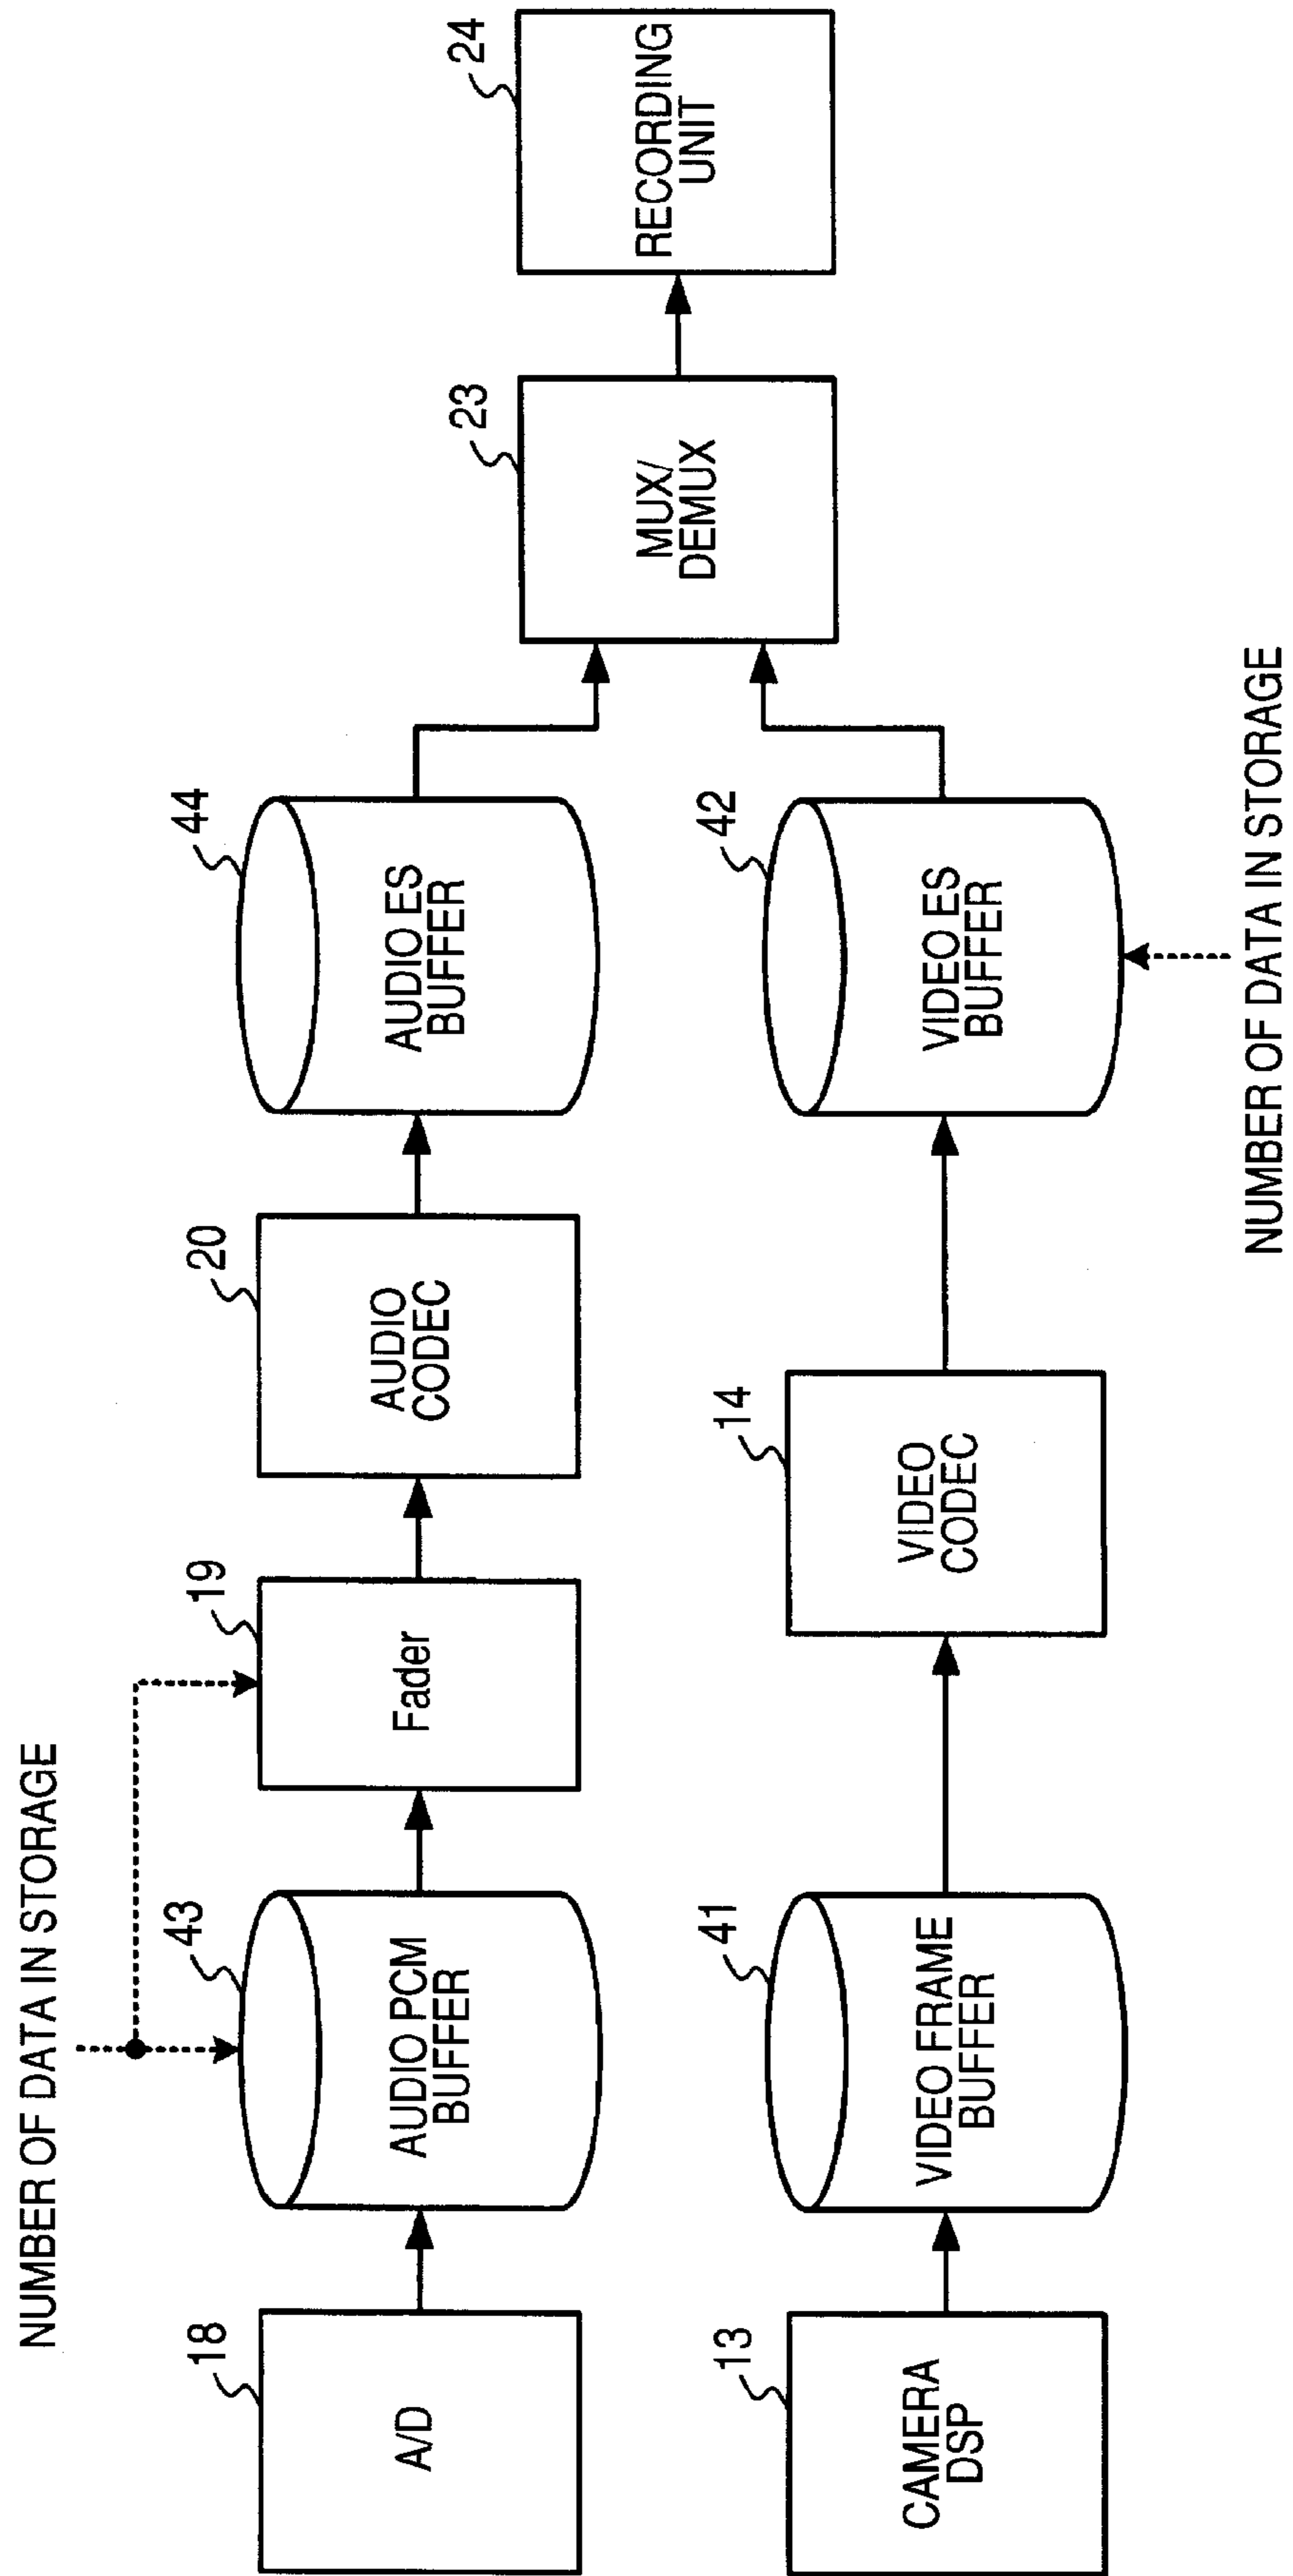 NUMBER OF DATA IN STORAGE
18
A/D
43
AUDIO PCM
BUFFER
19
Fader
20
AUDIO
CODEC
44
AUDIO ES
BUFFER
13
CAMERA
DSP
41
VIDEO FRAME
BUFFER
14
VIDEO
CODEC
42
VIDEO ES
BUFFER
NUMBER OF DATA IN STORAGE
23
MUX/
DEMUX
24
RECORDING
UNIT